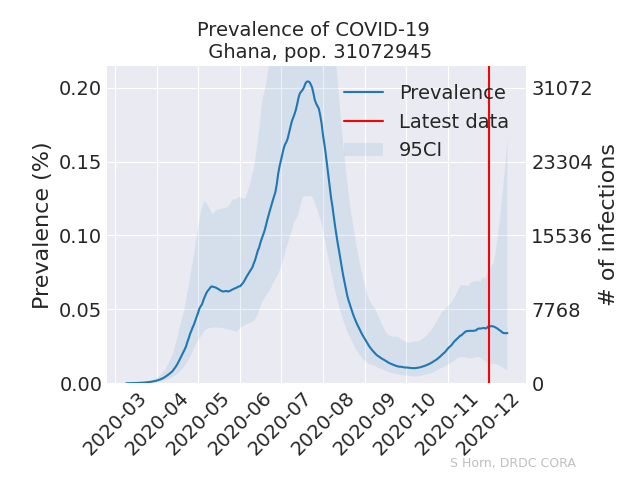 Prevalence of COVID-19
Ghana, pop. 31072945
Prevalence (%)
0.20
0.15
0.10
0.05
0.00
Prevalence
Latest data
95CI
31072
23304
15536
7768
0
# of infections
2020-03
2020-04
2020-05
2020-06
2020-07
2020-08
2020-09
2020-10
2020-11
2020-12
S Horn, DRDC CORA